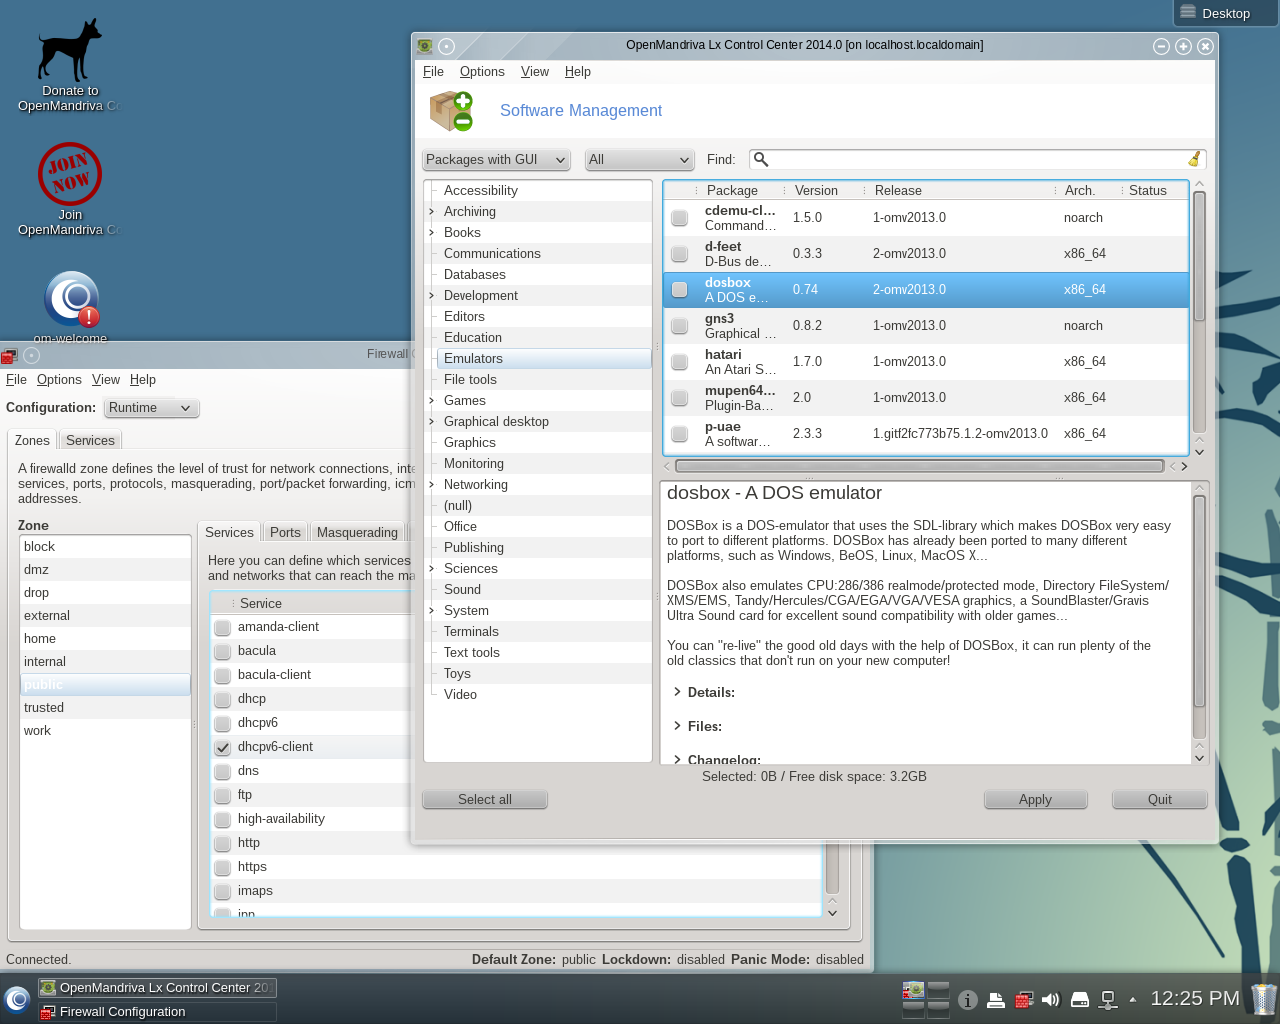 Desktop
Donate to
OpenMandriva Co
JOIN
NOW
Join
OpenMandriva Co
om-welcome
OpenMandriva Lx Control Center 2014.0 [on localhost.localdomain]
File Options View Help
Software Management
Packages with GUI All Find:
Accessibility
Archiving
Books
Communications
Databases
Development
Editors
Education
Emulators
File tools
Games
Graphical desktop
Graphics
Monitoring
Networking
(null)
Office
Publishing
Sciences
Sound
System
Terminals
Text tools
Toys
Video
Package Version Release Arch. Status
cdemu-cl... 1.5.0 1-omv2013.0 noarch
Command...
d-feet 0.3.3 2-omv2013.0 x86_64
D-Bus de...
dosbox 0.74 2-omv2013.0 x86_64
A DOS e...
gns3 0.8.2 1-omv2013.0 noarch
Graphical ...
hatari 1.7.0 1-omv2013.0 x86_64
An Atari S...
mupen64... 2.0 1-omv2013.0 x86_64
Plugin-Ba...
p-uae 2.3.3 1.gitf2fc773b75.1.2-omv2013.0 x86_64
A softwar...
dosbox - A DOS emulator
DOSBox is a DOS-emulator that uses the SDL-library which makes DOSBox very easy
to port to different platforms. DOSBox has already been ported to many different
platforms, such as Windows, BeOS, Linux, MacOS X...
DOSBox also emulates CPU:286/386 realmode/protected mode, Directory FileSystem/
XMS/EMS, Tandy/Hercules/CGA/EGA/VGA/VESA graphics, a SoundBlaster/Gravis
Ultra Sound card for excellent sound compatibility with older games...
You can "re-live" the good old days with the help of DOSBox, it can run plenty of the
old classics that don't run on your new computer!
Details:
Files:
Changelog:
Selected: 0B / Free disk space: 3.2GB
Select all Apply Quit
Firewall C
File Options View Help
Configuration: Runtime
Zones Services
A firewalld zone defines the level of trust for network connections, inte
services, ports, protocols, masquerading, port/packet forwarding, icm
addresses.
Zone
block
dmz
drop
external
home
internal
public
trusted
work
Services Ports Masquerading
Here you can define which services
and networks that can reach the ma
Service
amanda-client
bacula
bacula-client
dhcp
dhcpv6
dhcpv6-client
dns
ftp
high-availability
http
https
imaps
ipp
Connected. Default Zone: public Lockdown: disabled Panic Mode: disabled
OpenMandriva Lx Control Center 201
Firewall Configuration
12:25 PM